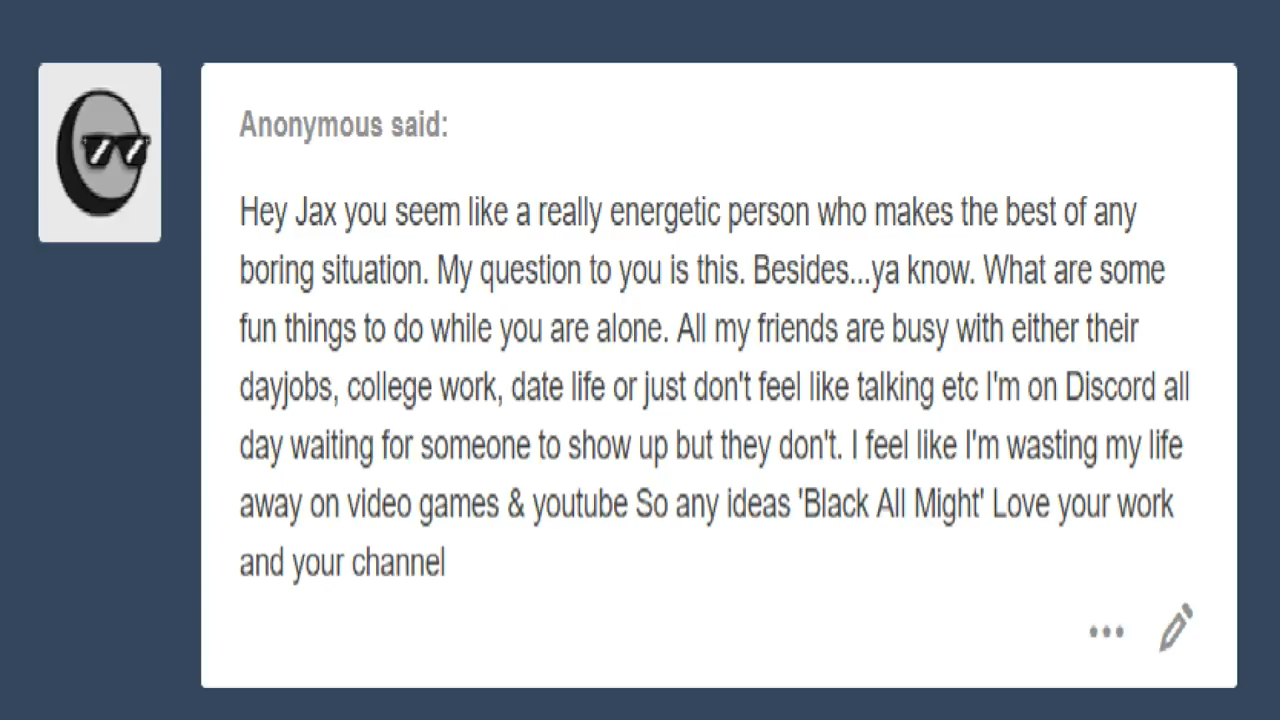 Anonymous said:
Hey Jax you seem like a really energetic person who makes the best of any
boring situation. My question to you is this. Besides...ya know. What are some
fun things to do while you are alone. All my friends are busy with either their
dayjobs, college work, date life or just don't feel like talking etc I'm on Discord all
day waiting for someone to show up but they don't. I feel like I'm wasting my life
away on video games & youtube So any ideas 'Black All Might' Love your work
and your channel